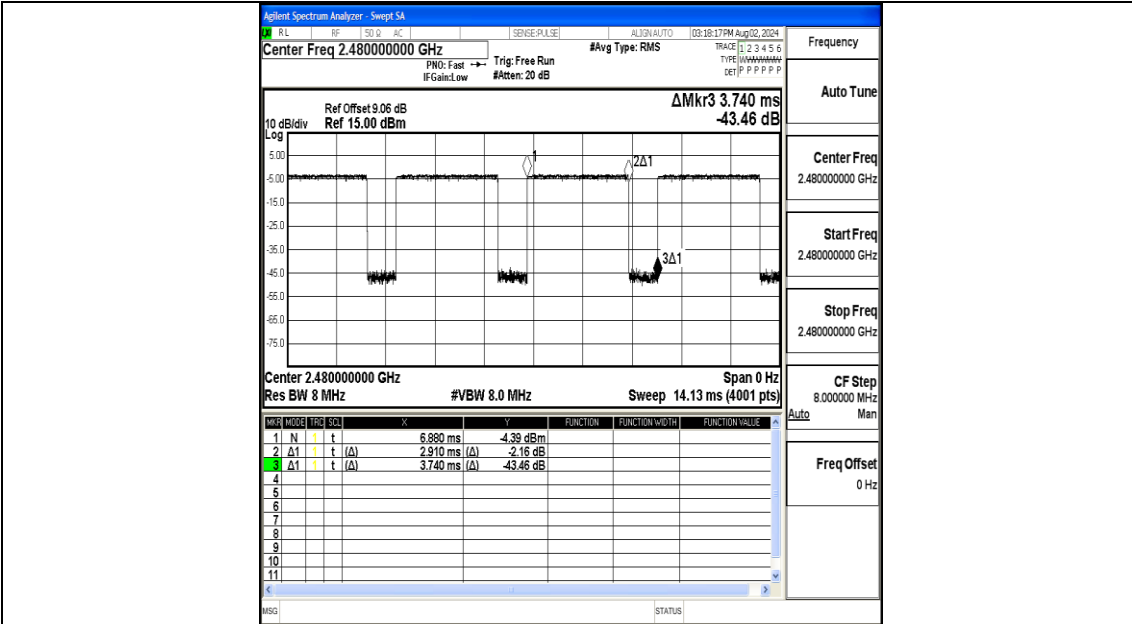 Agilent Spectrum Analyzer - Swept SA
RL RF 50 Ω AC SENSE:PULSE ALIGNAUTO 03:18:17 PM Aug 02, 2024
Center Freq 2.480000000 GHz
#Avg Type: RMS
TRACE 1 2 3 4 5 6
PNO: Fast
Trig: Free Run
TYPE
IFGain:Low
#Atten: 20 dB
DET P P P P P P
Frequency
Auto Tune
Ref Offset 9.06 dB
ΔMkr3 3.740 ms
10 dB/div Ref 15.00 dBm
-43.46 dB
Log
5.00
-5.00
-15.0
-25.0
-35.0
-45.0
-55.0
-65.0
-75.0
1
2Δ1
3Δ1
Center 2.480000000 GHz Span 0 Hz
Res BW 8 MHz #VBW 8.0 MHz Sweep 14.13 ms (4001 pts)
Center Freq
2.480000000 GHz
Start Freq
2.480000000 GHz
Stop Freq
2.480000000 GHz
CF Step
8.000000 MHz
Auto Man
Freq Offset
0 Hz
MKR MODE TRC SCL X Y FUNCTION FUNCTION WIDTH FUNCTION VALUE
1 N 1 t 6.880 ms -4.39 dBm
2 Δ1 1 t (Δ) 2.910 ms (Δ) -2.16 dB
3 Δ1 1 t (Δ) 3.740 ms (Δ) -43.46 dB
4
5
6
7
8
9
10
11
MSG STATUS